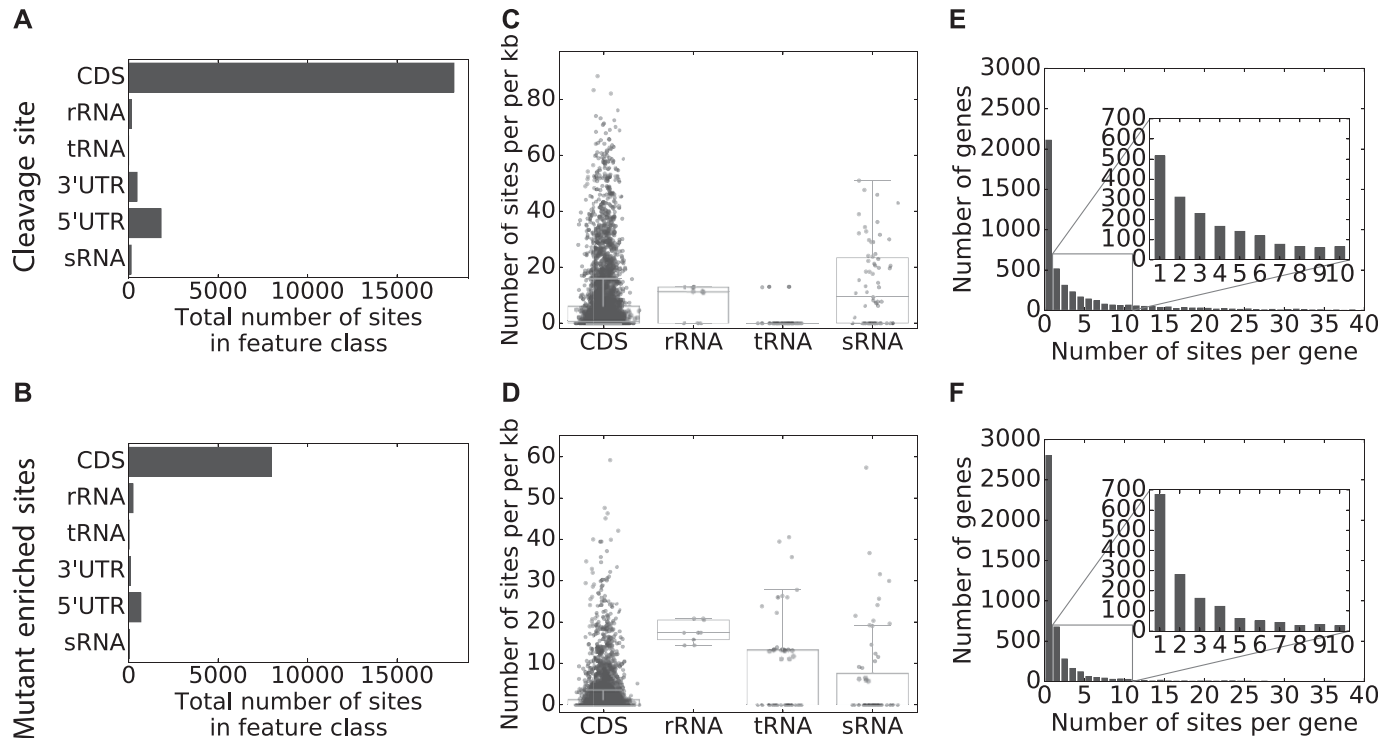 A
Cleavage site
CDS
rRNA
tRNA
3'UTR
5'UTR
sRNA
0 5000 10000 15000
Total number of sites
in feature class
C
Number of sites per per kb
80
60
40
20
0
CDS rRNA tRNA sRNA
E
Number of genes
3000
2500
2000
1500
1000
500
0
0 5 10 15 20 25 30 35 40
Number of sites per gene
700
600
500
400
300
200
100
0
1 2 3 4 5 6 7 8 9 10
B
Mutant enriched sites
CDS
rRNA
tRNA
3'UTR
5'UTR
sRNA
0 5000 10000 15000
Total number of sites
in feature class
D
Number of sites per per kb
60
50
40
30
20
10
0
CDS rRNA tRNA sRNA
F
Number of genes
3000
2500
2000
1500
1000
500
0
0 5 10 15 20 25 30 35 40
Number of sites per gene
700
600
500
400
300
200
100
0
1 2 3 4 5 6 7 8 9 10